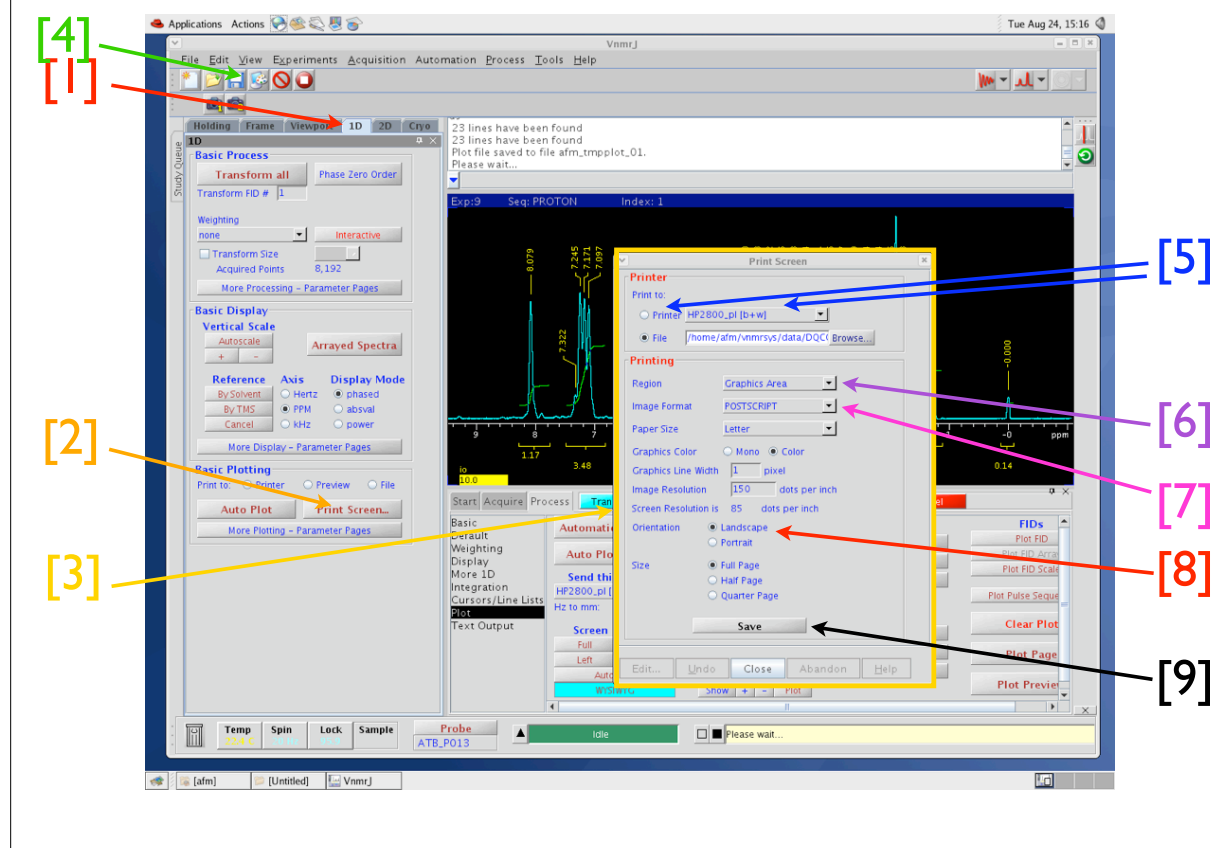 Applications Actions Tue Aug 24, 15:16
[4]
[1]
VnmrJ
File Edit View Experiments Acquisition Automation Process Tools Help
Study Queue
Holding Frame Viewport 1D 2D Cryo
1D
Basic Process
Transform all Phase Zero Order
Transform FID # 1
Weighting
none Interactive
Transform Size
Acquired Points 8,192
More Processing – Parameter Pages
Basic Display
Vertical Scale
Autoscale
+ –
Arrayed Spectra
Reference Axis Display Mode
By Solvent Hertz phased
By TMS PPM absval
Cancel kHz power
More Display – Parameter Pages
[2]
Basic Plotting
Print to: Printer Preview File
Auto Plot Print Screen...
More Plotting – Parameter Pages
[3]
23 lines have been found
23 lines have been found
Plot file saved to file afm_tmpplot_01.
Please wait...
Exp:9 Seq: PROTON Index: 1
8.079
7.322
7.245
7.171
7.097
-0.000
9 8 7 -0 ppm
1.17
3.48
0.14
io
10.0
Print Screen
Printer
Print to:
Printer HP2800_pl [b+w]
File /home/afm/vnmrsys/data/DQC Browse...
Printing
Region Graphics Area
Image Format POSTSCRIPT
Paper Size Letter
Graphics Color Mono Color
Graphics Line Width 1 pixel
Image Resolution 150 dots per inch
Screen Resolution is 85 dots per inch
Orientation Landscape
Portrait
Size Full Page
Half Page
Quarter Page
Save
Edit... Undo Close Abandon Help
[5]
[6]
[7]
[8]
[9]
Start Acquire Process Tran
Basic
Default
Weighting
Display
More 1D
Integration
Cursors/Line Lists
Plot
Text Output
Automatic
Auto Plo
Send thi
HP2800_pl [
Hz to mm:
Screen
Full
Left
Auto
WYSIWYG Show + – Plot
FIDs
Plot FID
Plot FID Array
Plot FID Scale
Plot Pulse Seque
Clear Plot
Plot Page
Plot Previe
Temp Spin Lock Sample
Probe
ATB_P013
Idle
Please wait...
[afm] [Untitled] VnmrJ